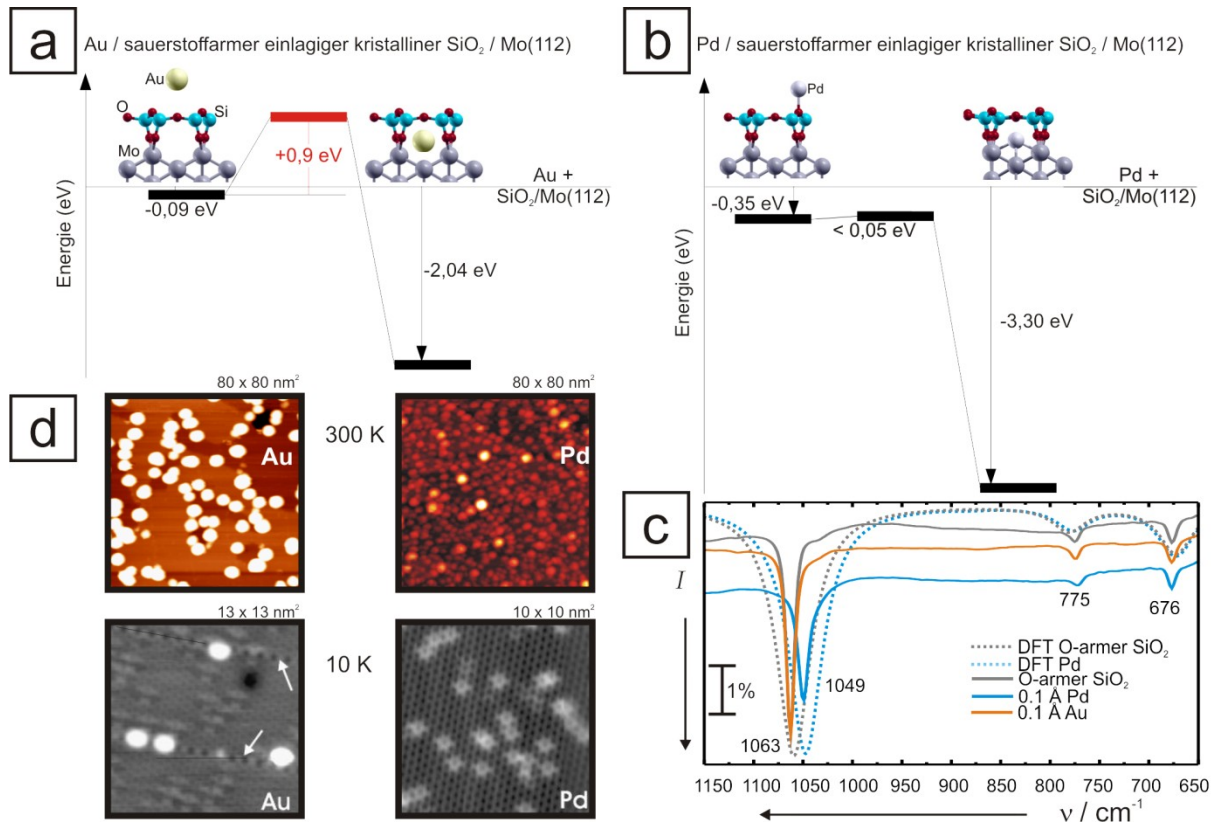 a
Au / sauerstoffarmer einlagiger kristalliner SiO₂ / Mo(112)
Au
O
Si
Mo
+0,9 eV
-0,09 eV
Au +
SiO₂/Mo(112)
-2,04 eV
Energie (eV)
b
Pd / sauerstoffarmer einlagiger kristalliner SiO₂ / Mo(112)
Pd
-0,35 eV
< 0,05 eV
Pd +
SiO₂/Mo(112)
-3,30 eV
Energie (eV)
d
80 x 80 nm²
80 x 80 nm²
Au
300 K
Pd
13 x 13 nm²
10 x 10 nm²
10 K
Au
Pd
c
I
1%
1063
1049
775
676
DFT O-armer SiO₂
DFT Pd
O-armer SiO₂
0.1 Å Pd
0.1 Å Au
1150 1100 1050 1000 950 900 850 800 750 700 650
ν / cm⁻¹